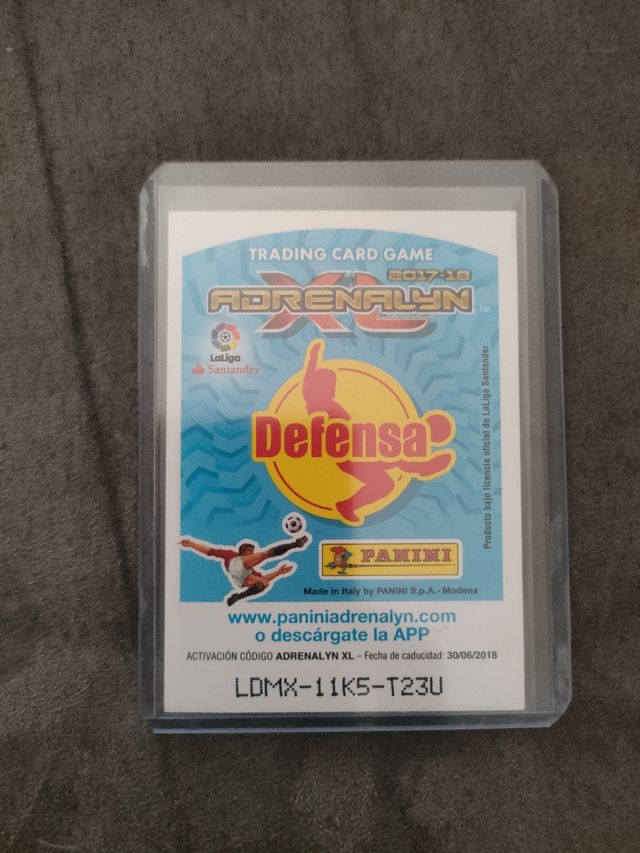 TRADING CARD GAME
2017-18
ADRENALYN XL™
LaLiga
Santander
Defensa
Producto bajo licencia oficial de LaLiga Santander.
PANINI
Made in Italy by PANINI S.p.A. - Modena
www.paniniadrenalyn.com
o descárgate la APP
ACTIVACIÓN CÓDIGO ADRENALYN XL – Fecha de caducidad: 30/06/2018
LDMX-11K5-T23U